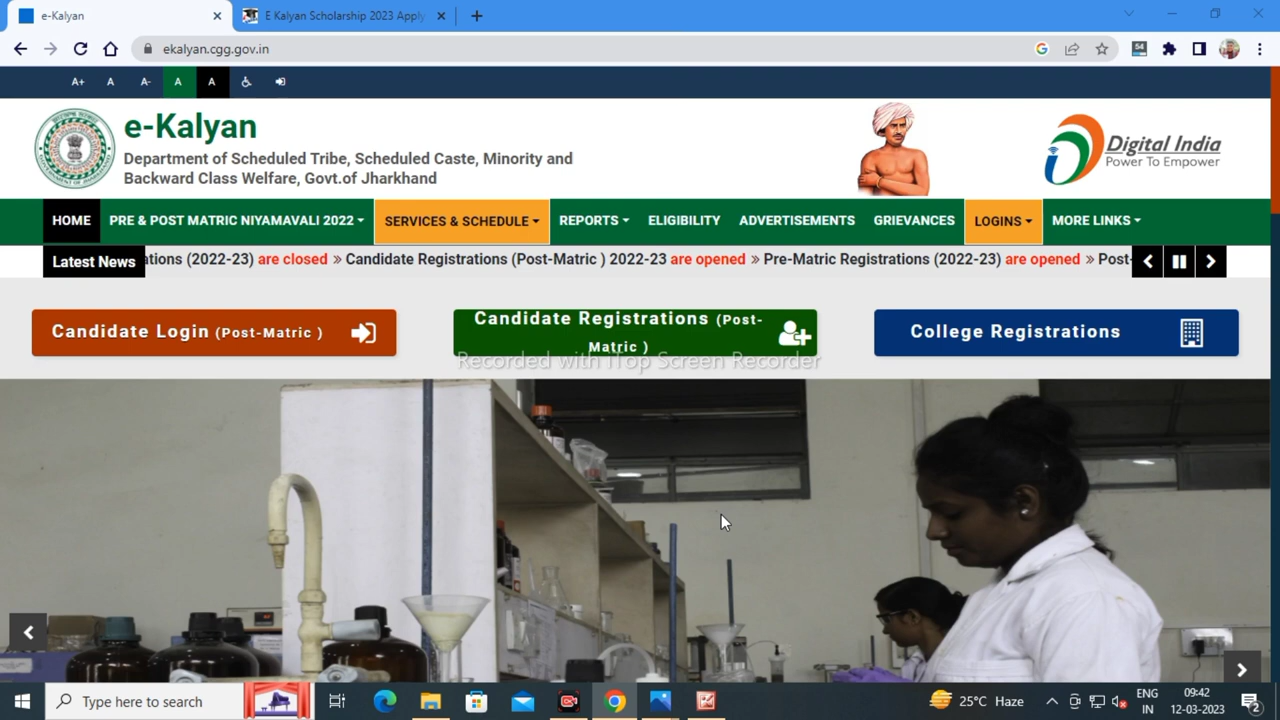 e-Kalyan
E Kalyan Scholarship 2023 Apply
ekalyan.cgg.gov.in
54
A+ A A- A A
e-Kalyan
Department of Scheduled Tribe, Scheduled Caste, Minority and
Backward Class Welfare, Govt.of Jharkhand
Digital India
Power To Empower
HOME PRE & POST MATRIC NIYAMAVALI 2022 SERVICES & SCHEDULE REPORTS ELIGIBILITY ADVERTISEMENTS GRIEVANCES LOGINS MORE LINKS
Latest News ations (2022-23) are closed » Candidate Registrations (Post-Matric ) 2022-23 are opened » Pre-Matric Registrations (2022-23) are opened » Post-
Candidate Login (Post-Matric )
Candidate Registrations (Post-
Matric )
College Registrations
Recorded with iTop Screen Recorder
Type here to search
25°C Haze
ENG
IN
09:42
12-03-2023
2